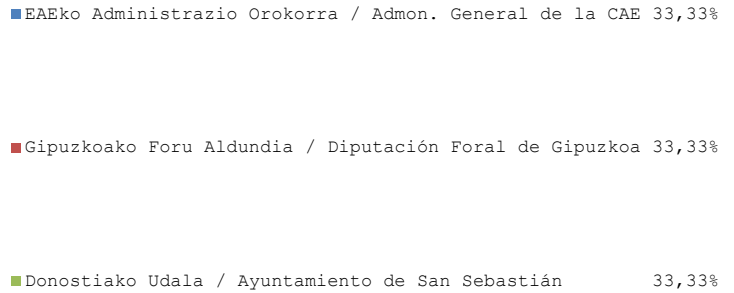 EAEko Administrazio Orokorra / Admon. General de la CAE 33,33%
Gipuzkoako Foru Aldundia / Diputación Foral de Gipuzkoa 33,33%
Donostiako Udala / Ayuntamiento de San Sebastián 33,33%